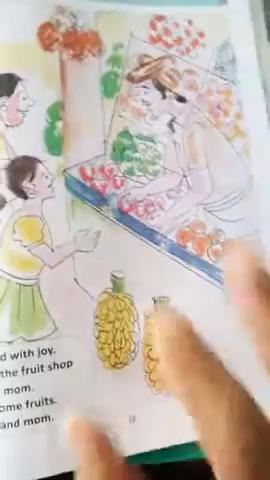 d with joy.
the fruit shop
mom.
ome fruits.
and mom.